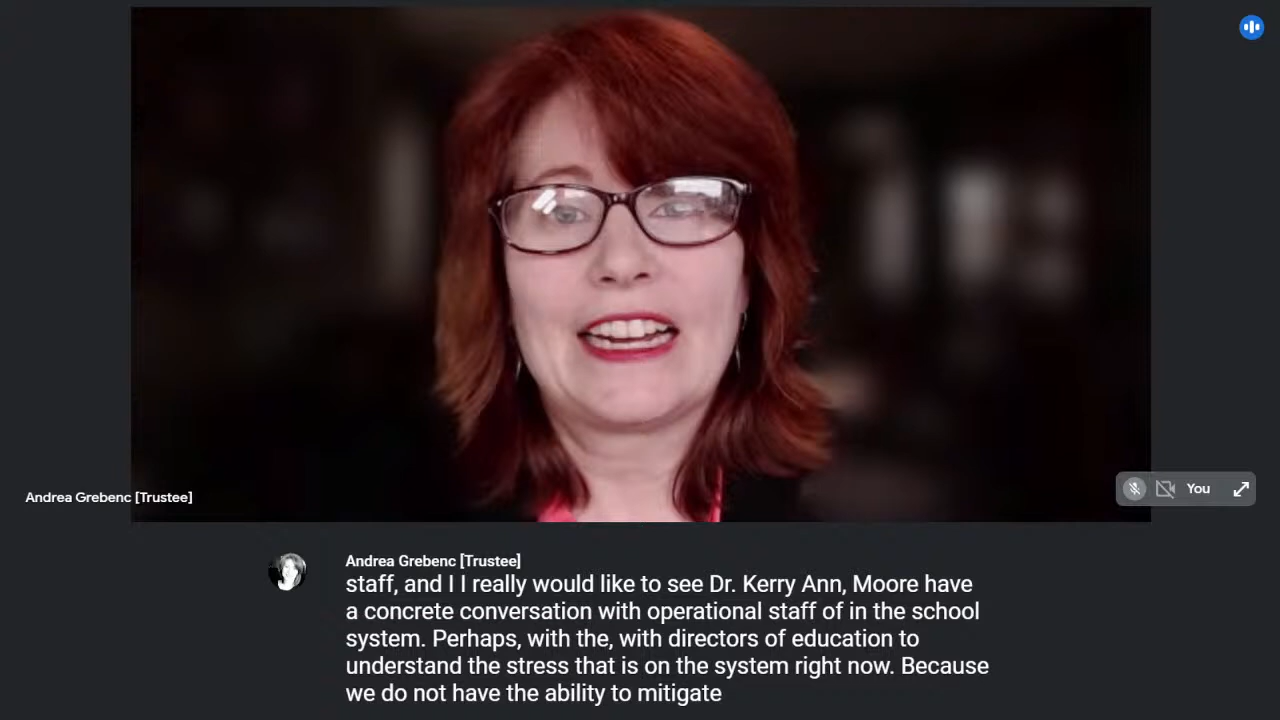 Andrea Grebenc [Trustee]
You
Andrea Grebenc [Trustee]
staff, and I I really would like to see Dr. Kerry Ann, Moore have
a concrete conversation with operational staff of in the school
system. Perhaps, with the, with directors of education to
understand the stress that is on the system right now. Because
we do not have the ability to mitigate